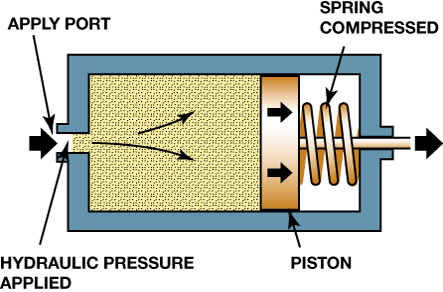 APPLY PORT
SPRING
COMPRESSED
HYDRAULIC PRESSURE
APPLIED
PISTON